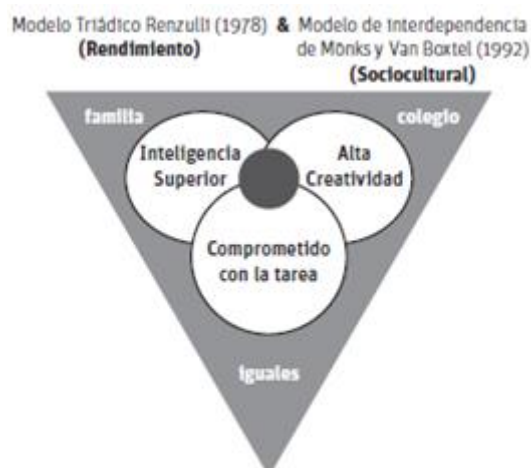 Modelo Triádico Renzulli (1978) & Modelo de interdependencia
(Rendimiento) de Mönks y Van Boxtel (1992)
(Sociocultural)
familia
colegio
Inteligencia
Superior
Alta
Creatividad
Comprometido
con la tarea
iguales